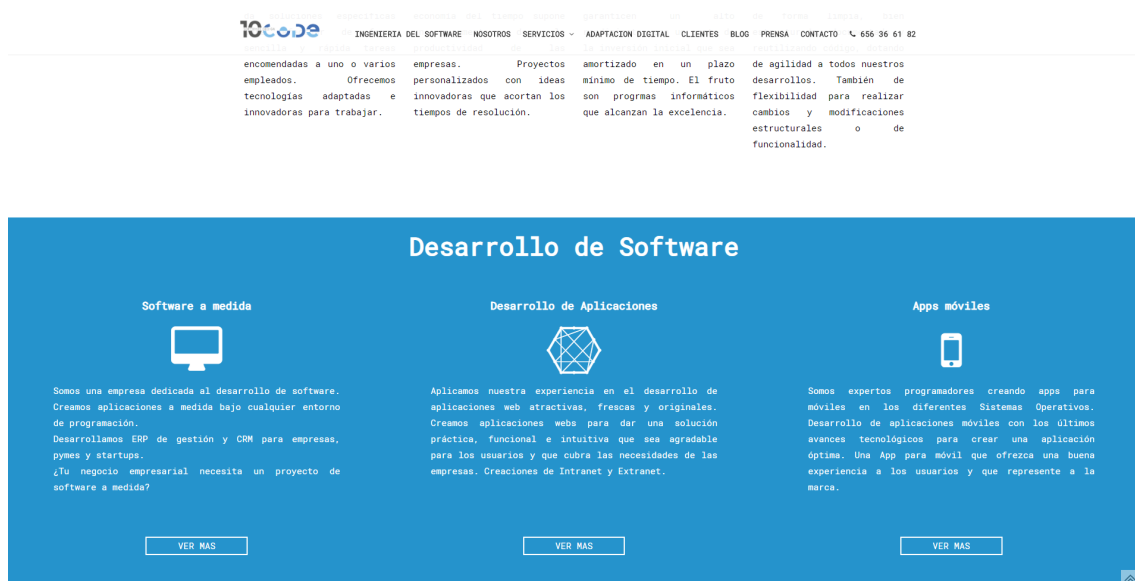 10code
INGENIERIA DEL SOFTWARE NOSOTROS SERVICIOS ADAPTACION DIGITAL CLIENTES BLOG PRENSA CONTACTO 656 36 61 82
encomendadas a uno o varios
empleados. Ofrecemos
tecnologías adaptadas e
innovadoras para trabajar.
empresas. Proyectos
personalizados con ideas
innovadoras que acortan los
tiempos de resolución.
amortizado en un plazo
mínimo de tiempo. El fruto
son progrmas informáticos
que alcanzan la excelencia.
de agilidad a todos nuestros
desarrollos. También de
flexibilidad para realizar
cambios y modificaciones
estructurales o de
funcionalidad.
Desarrollo de Software
Software a medida
Somos una empresa dedicada al desarrollo de software.
Creamos aplicaciones a medida bajo cualquier entorno
de programación.
Desarrollamos ERP de gestión y CRM para empresas,
pymes y startups.
¿Tu negocio empresarial necesita un proyecto de
software a medida?
VER MAS
Desarrollo de Aplicaciones
Aplicamos nuestra experiencia en el desarrollo de
aplicaciones web atractivas, frescas y originales.
Creamos aplicaciones webs para dar una solución
práctica, funcional e intuitiva que sea agradable
para los usuarios y que cubra las necesidades de las
empresas. Creaciones de Intranet y Extranet.
VER MAS
Apps móviles
Somos expertos programadores creando apps para
móviles en los diferentes Sistemas Operativos.
Desarrollo de aplicaciones móviles con los últimos
avances tecnológicos para crear una aplicación
óptima. Una App para móvil que ofrezca una buena
experiencia a los usuarios y que represente a la
marca.
VER MAS